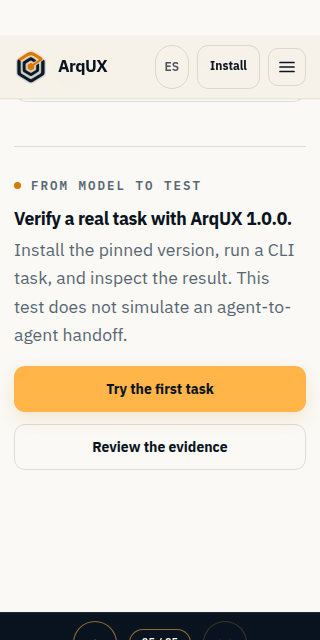 ArqUX
ES
Install
FROM MODEL TO TEST
Verify a real task with ArqUX 1.0.0.
Install the pinned version, run a CLI
task, and inspect the result. This
test does not simulate an agent-to-
agent handoff.
Try the first task
Review the evidence